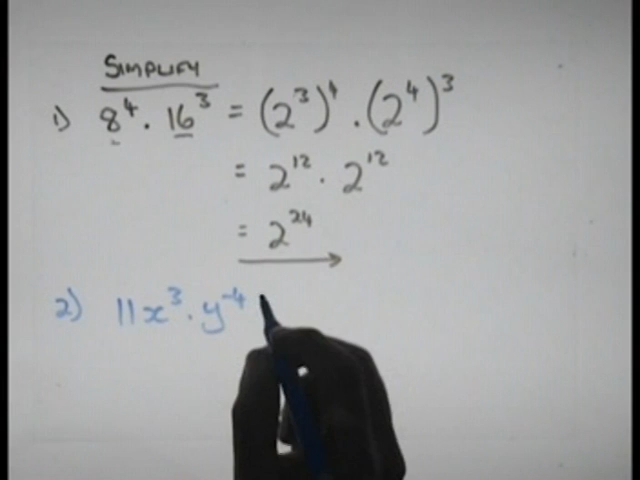 SIMPLIFY
1) 8⁴ . 16³ = (2³)⁴ . (2⁴)³
= 2¹² . 2¹²
= 2²⁴
2) 11x³ . y⁻⁴